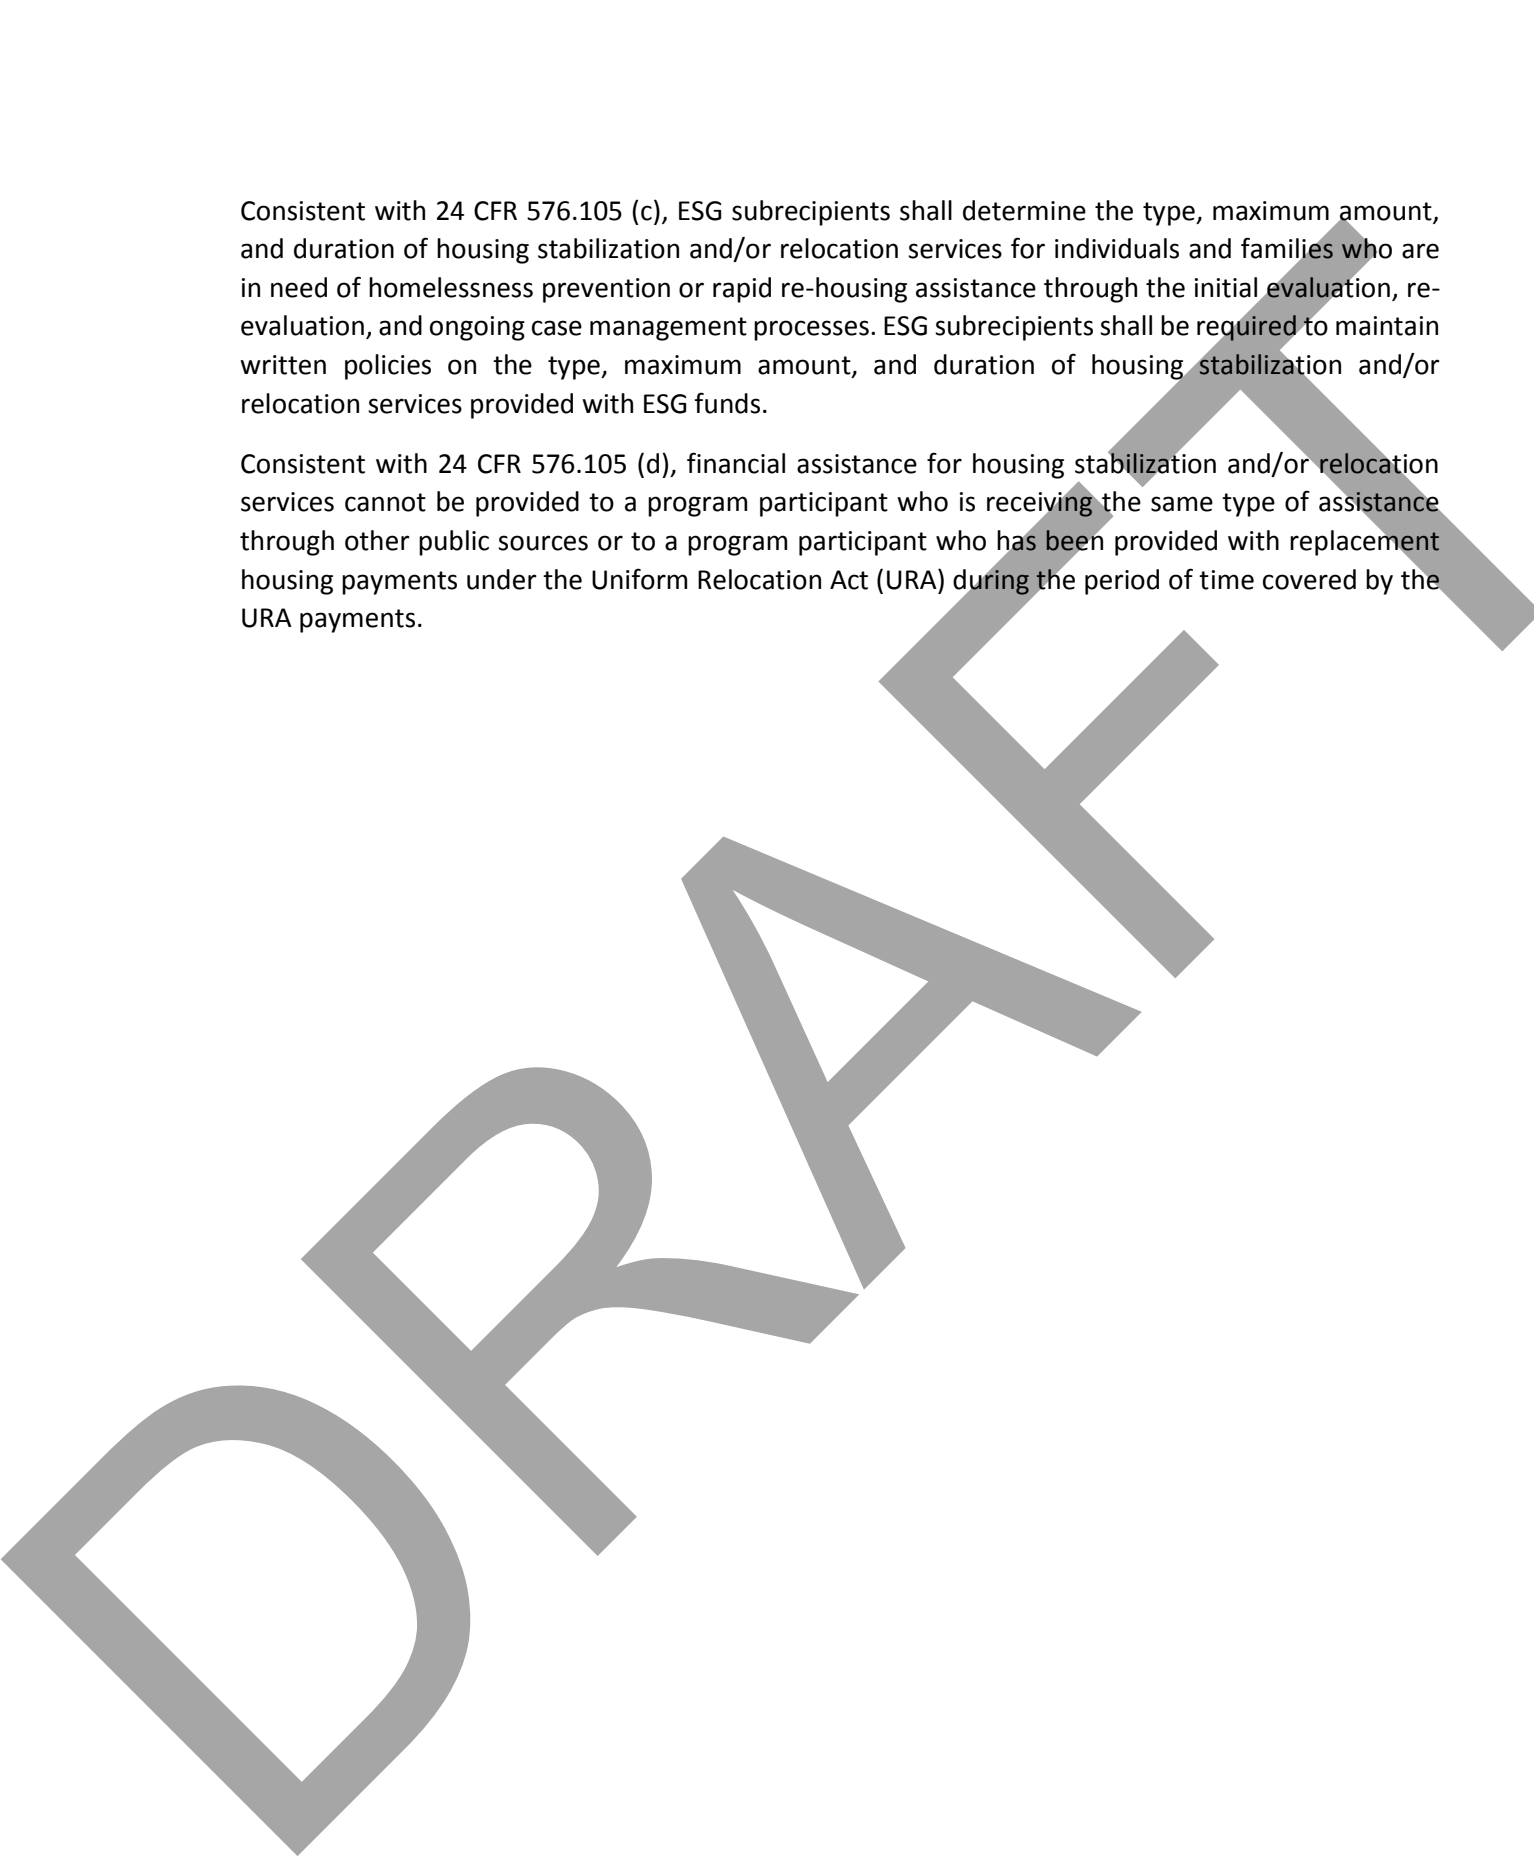 Consistent with 24 CFR 576.105 (c), ESG subrecipients shall determine the type, maximum amount,
and duration of housing stabilization and/or relocation services for individuals and families who are
in need of homelessness prevention or rapid re-housing assistance through the initial evaluation, re-
evaluation, and ongoing case management processes. ESG subrecipients shall be required to maintain
written policies on the type, maximum amount, and duration of housing stabilization and/or
relocation services provided with ESG funds.
Consistent with 24 CFR 576.105 (d), financial assistance for housing stabilization and/or relocation
services cannot be provided to a program participant who is receiving the same type of assistance
through other public sources or to a program participant who has been provided with replacement
housing payments under the Uniform Relocation Act (URA) during the period of time covered by the
URA payments.
DRAFT